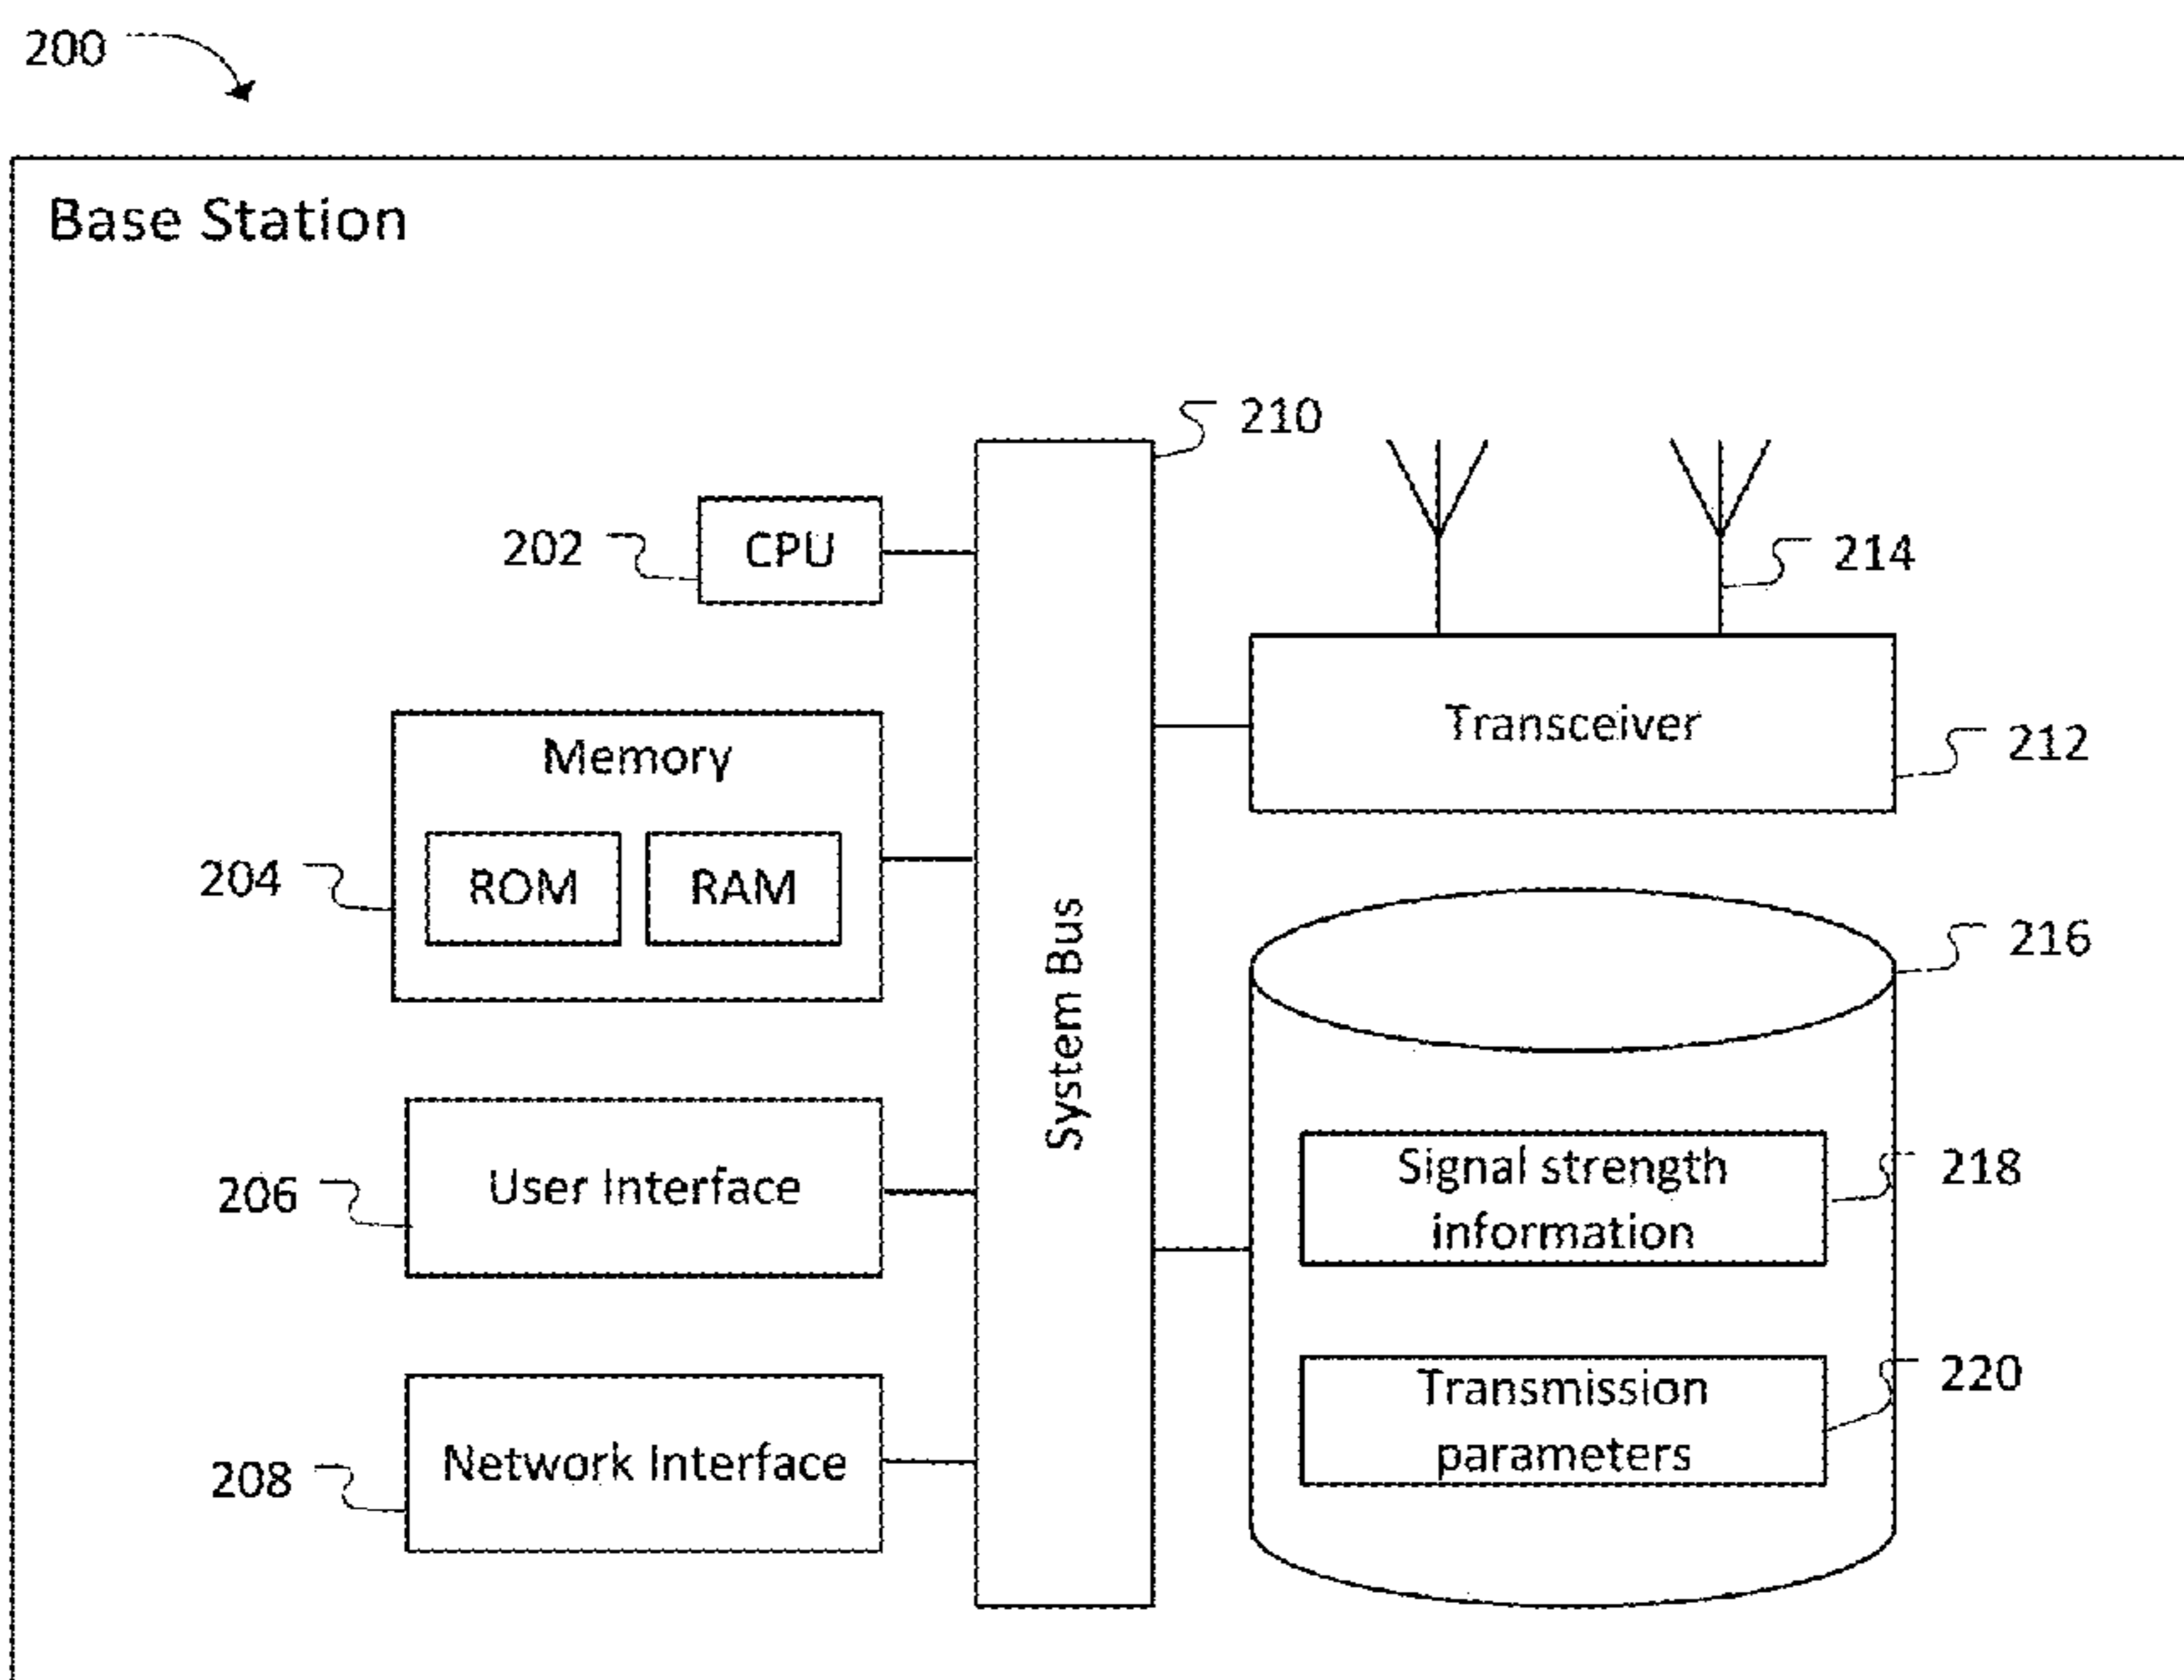 200
Base Station
210
202
CPU
214
Transceiver
212
Memory
204
ROM
RAM
216
System Bus
206
User Interface
Signal strength
information
218
208
Network Interface
Transmission
parameters
220